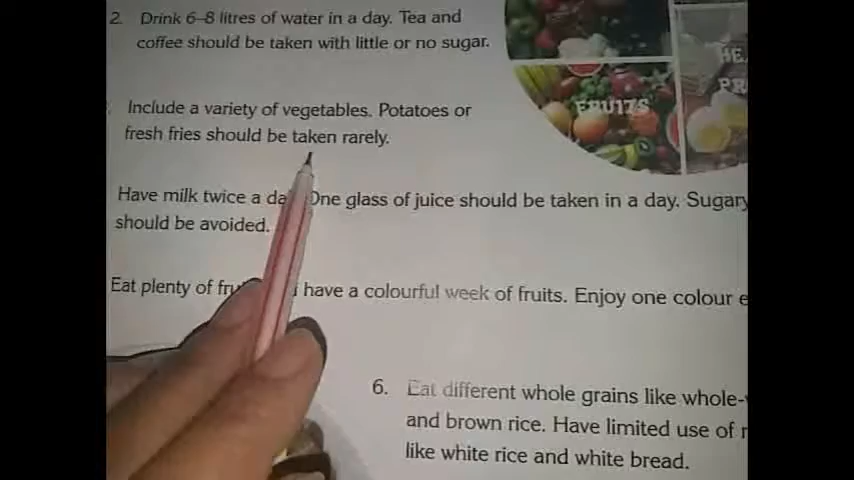 2. Drink 6–8 litres of water in a day. Tea and
coffee should be taken with little or no sugar.
FRUITS
Include a variety of vegetables. Potatoes or
fresh fries should be taken rarely.
Have milk twice a One glass of juice should be taken in a day. Sugary
should be avoided.
Eat plenty of have a colourful week of fruits. Enjoy one colour
6. Eat different whole grains like
and brown rice. Have limited use of
like white rice and white bread.